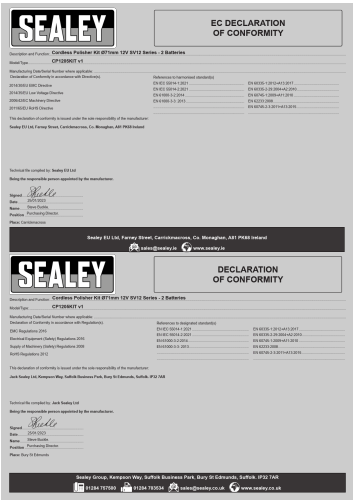 SEALEY
EC DECLARATION
OF CONFORMITY
Description and Function Cordless Polisher Kit Ø71mm 12V SV12 Series - 2 Batteries
Model/Type CP1205KIT v1
Manufacturing Date/Serial Number where applicable
Declaration of Conformity in accordance with Directive(s)
References to harmonised standard(s)
2014/30/EU EMC Directive
EN IEC 55014-1:2021
EN 60335-1:2012+A15:2017
2014/35/EU Low Voltage Directive
EN IEC 55014-2:2021
EN 60335-2-29:2004+A2:2010
2006/42/EC Machinery Directive
EN 61000-3-2:2014
EN 60745-1:2009+A11:2010
2011/65/EU RoHS Directive
EN 61000-3-3: 2013
EN 62233:2008
EN 60745-2-3:2011+A13:2015
This declaration of conformity is issued under the sole responsibility of the manufacturer:
Sealey EU Ltd, Farney Street, Carrickmacross, Co. Monaghan, A81 PK68 Ireland
Technical file compiled by: Sealey EU Ltd
Being the responsible person appointed by the manufacturer:
Signed
Date 25/01/2023
Name Steve Buckle
Position Purchasing Director
Place: Carrickmacross
Sealey EU Ltd, Farney Street, Carrickmacross, Co. Monaghan, A81 PK68 Ireland
sales@sealey.ie www.sealey.ie
SEALEY
DECLARATION
OF CONFORMITY
Description and Function Cordless Polisher Kit Ø71mm 12V SV12 Series - 2 Batteries
Model/Type CP1205KIT v1
Manufacturing Date/Serial Number where applicable
Declaration of Conformity in accordance with Regulation(s)
References to designated standard(s)
EMC Regulations 2016
EN IEC 55014-1:2021
EN 60335-1:2012+A15:2017
Electrical Equipment (Safety) Regulations 2016
EN IEC 55014-2:2021
EN 60335-2-29:2004+A2:2010
Supply of Machinery (Safety) Regulations 2008
EN 61000-3-2:2014
EN 60745-1:2009+A11:2010
RoHS Regulations 2012
EN 61000-3-3: 2013
EN 62233:2008
EN 60745-2-3:2011+A13:2015
This declaration of conformity is issued under the sole responsibility of the manufacturer:
Jack Sealey Ltd, Kempson Way, Suffolk Business Park, Bury St Edmunds, Suffolk. IP32 7AR
Technical file compiled by: Jack Sealey Ltd
Being the responsible person appointed by the manufacturer:
Signed
Date 25/01/2023
Name Steve Buckle
Position Purchasing Director
Place: Bury St Edmunds
Sealey Group, Kempson Way, Suffolk Business Park, Bury St Edmunds, Suffolk. IP32 7AR
01284 757500 01284 703534 sales@sealey.co.uk www.sealey.co.uk